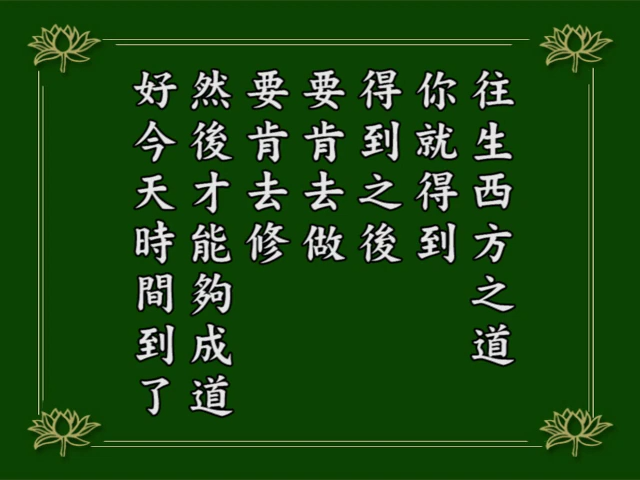 往生西方之道
你就得到
得到之後
要肯去做
要肯去修
然後才能夠成道
好今天時間到了